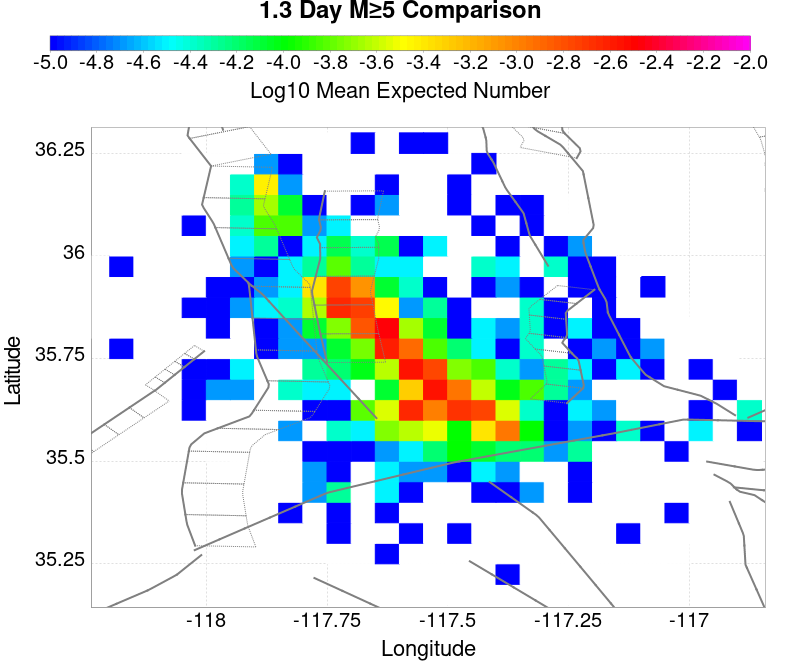 1.3 Day M≥5 Comparison
-5.0 -4.8 -4.6 -4.4 -4.2 -4.0 -3.8 -3.6 -3.4 -3.2 -3.0 -2.8 -2.6 -2.4 -2.2 -2.0
Log10 Mean Expected Number
36.25
36
35.75
35.5
35.25
Latitude
-118 -117.75 -117.5 -117.25 -117
Longitude